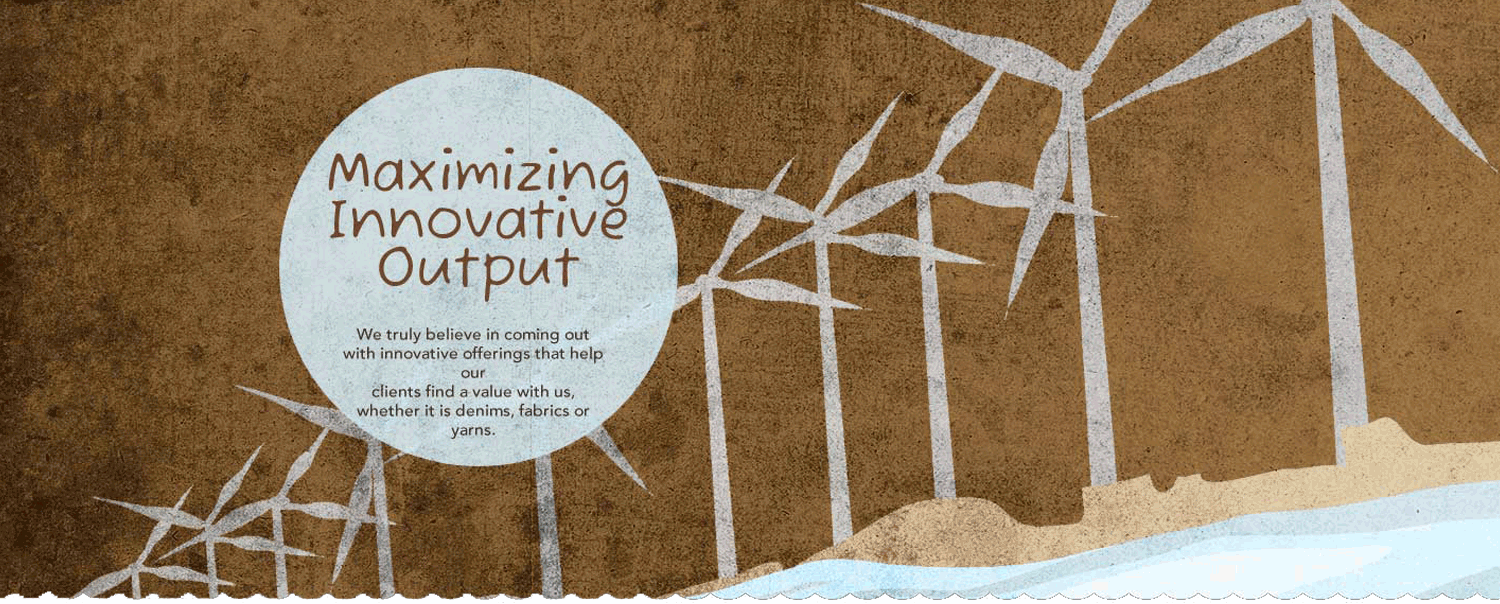 Maximizing
Innovative
Output
We truly believe in coming out
with innovative offerings that help
our
clients find a value with us,
whether it is denims, fabrics or
yarns.